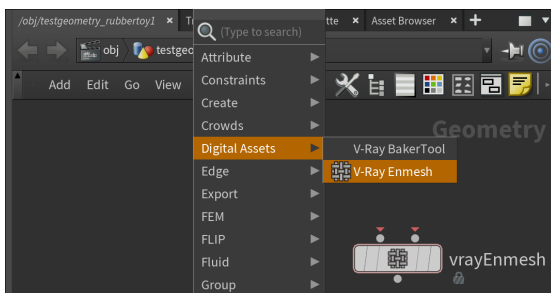 /obj/testgeometry_rubbertoy1
tte
Asset Browser
(Type to search)
obj
testgeo
Add
Edit
Go
View
Attribute
Constraints
Create
Crowds
Digital Assets
Edge
Export
FEM
FLIP
Fluid
Group
V-Ray BakerTool
V-Ray Enmesh
Geometry
vrayEnmesh